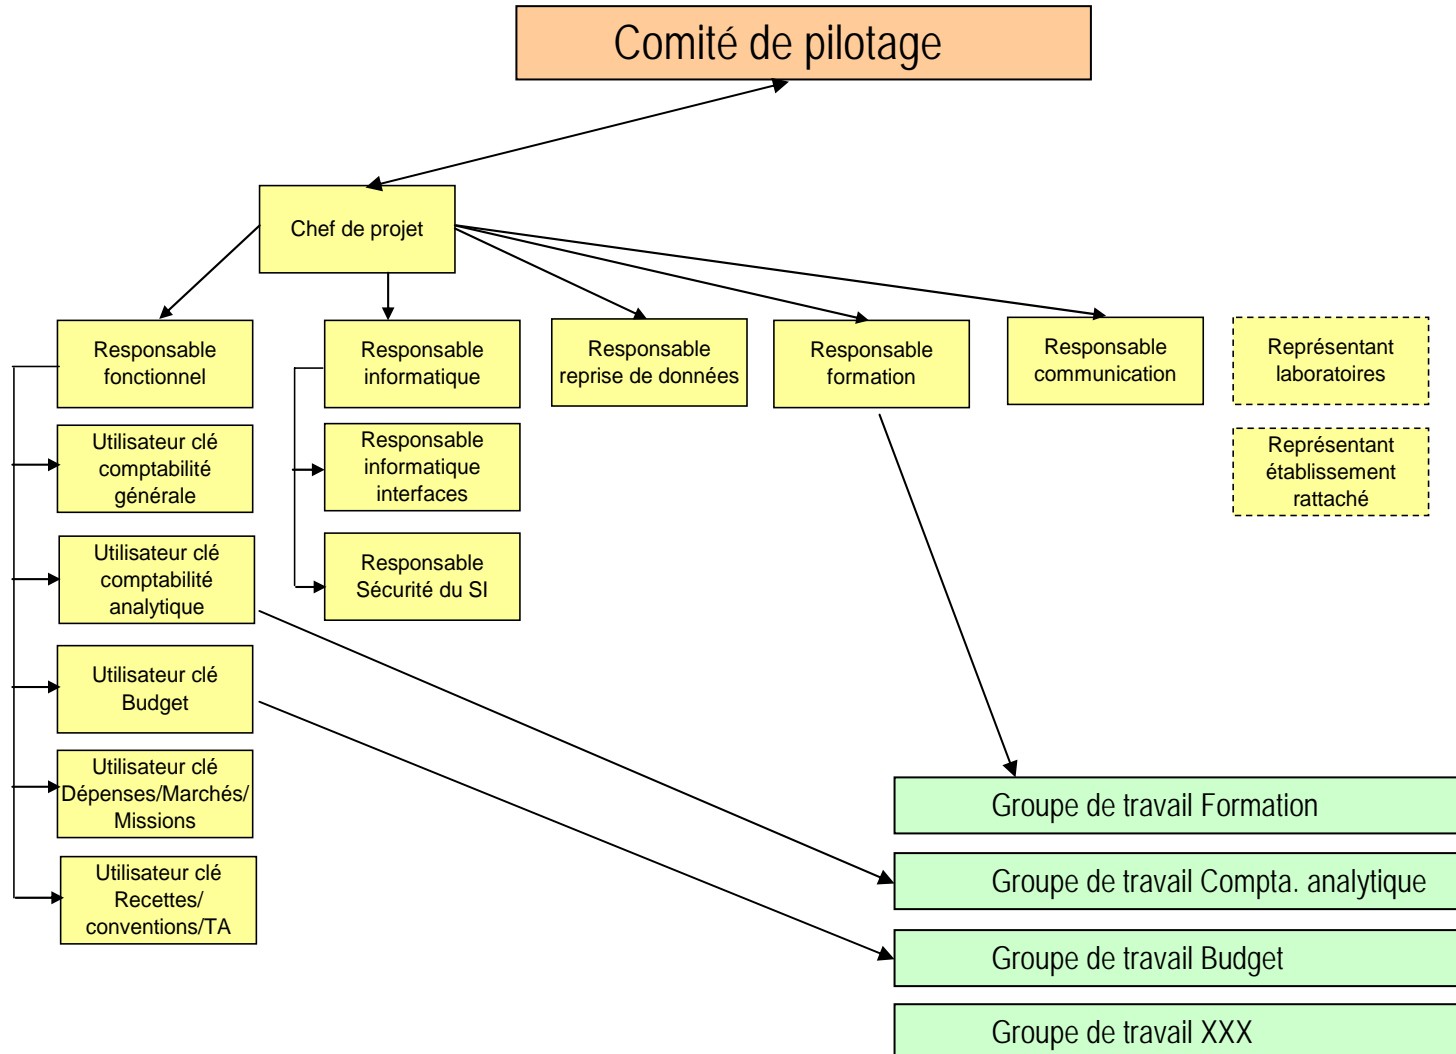 Comité de pilotage
Chef de projet
Responsable
fonctionnel
Responsable
informatique
Responsable
reprise de données
Responsable
formation
Responsable
communication
Représentant
laboratoires
Utilisateur clé
comptabilité
générale
Responsable
informatique
interfaces
Représentant
établissement
rattaché
Utilisateur clé
comptabilité
analytique
Responsable
Sécurité du SI
Utilisateur clé
Budget
Utilisateur clé
Dépenses/Marchés/
Missions
Utilisateur clé
Recettes/
conventions/TA
Groupe de travail Formation
Groupe de travail Compta. analytique
Groupe de travail Budget
Groupe de travail XXX